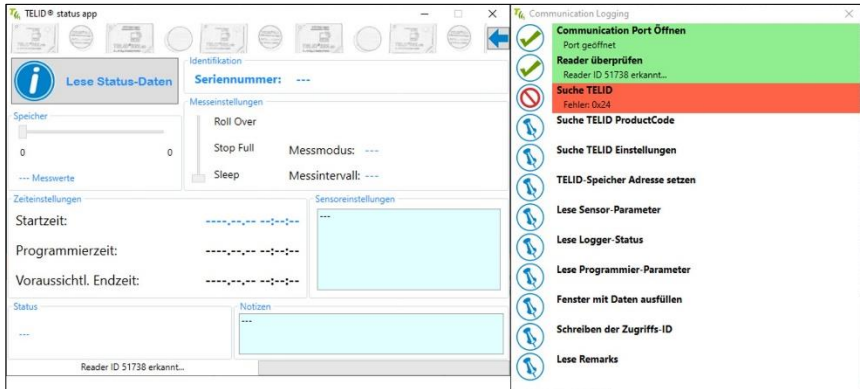 TELID® status app
Lese Status-Daten
Identifikation
Seriennummer: ---
Messeinstellungen
Roll Over
Stop Full
Sleep
Messmodus: ---
Messintervall: ---
Speicher
0 0
--- Messwerte
Zeiteinstellungen
Startzeit: ----.--.-- --:--:--
Programmierzeit: ----.--.-- --:--:--
Voraussichtl. Endzeit: ----.--.-- --:--:--
Sensoreinstellungen
---
Status
---
Notizen
---
Reader ID 51738 erkannt...
Communication Logging
Communication Port Öffnen
Port geöffnet
Reader überprüfen
Reader ID 51738 erkannt...
Suche TELID
Fehler: 0x24
Suche TELID ProductCode
Suche TELID Einstellungen
TELID-Speicher Adresse setzen
Lese Sensor-Parameter
Lese Logger-Status
Lese Programmier-Parameter
Fenster mit Daten ausfüllen
Schreiben der Zugriffs-ID
Lese Remarks